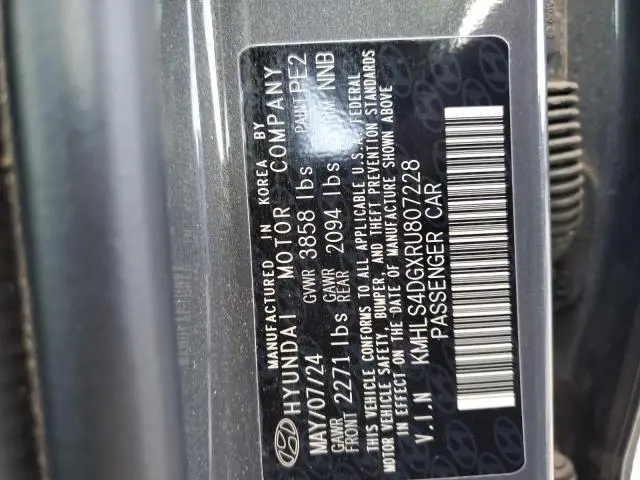 MANUFACTURED IN KOREA BY
HYUNDAI MOTOR COMPANY
MAY/07/24 GVWR 3858 lbs PAINT PE2
GAWR FRONT 2271 lbs GAWR REAR 2094 lbs TRIM NNB
THIS VEHICLE CONFORMS TO ALL APPLICABLE U.S.A. FEDERAL
MOTOR VEHICLE SAFETY, BUMPER, AND THEFT PREVENTION STANDARDS
IN EFFECT ON THE DATE OF MANUFACTURE SHOWN ABOVE
V.I.N KMHLS4DGXRU807228
PASSENGER CAR